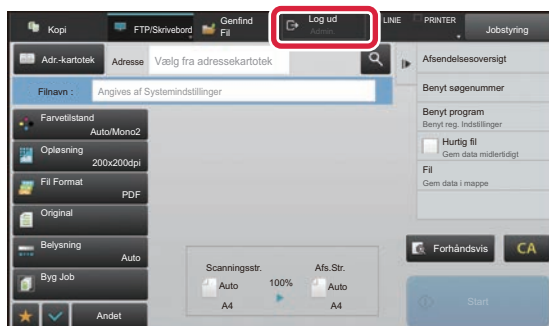 Kopi
FTP/Skrivebord
Genfind
Fil
Log ud
Admin
LINIE
PRINTER
Jobstyring
Adr.-kartotek
Adresse
Vælg fra adressekartotek
Afsendelsesoversigt
Filnavn :
Angives af Systemindstillinger
Benyt søgenummer
Farvetilstand
Auto/Mono2
Benyt program
Benyt reg. Indstillinger
Opløsning
200x200dpi
Hurtig fil
Gem data midlertidigt
Fil Format
PDF
Fil
Gem data i mappe
Original
Belysning
Auto
Forhåndsvis
CA
Scanningsstr.
Afs.Str.
Auto
100%
Auto
A4
A4
Byg Job
Start
Andet